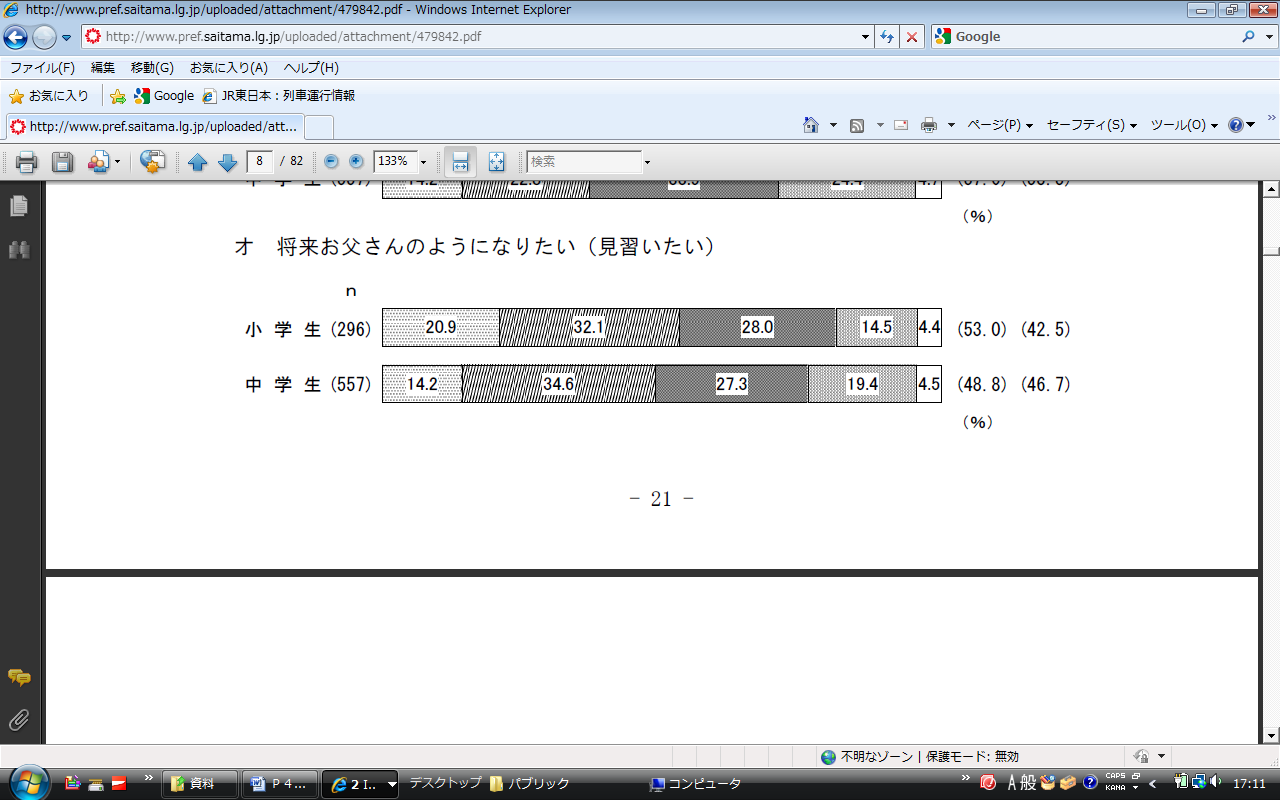 http://www.pref.saitama.lg.jp/uploaded/attachment/479842.pdf - Windows Internet Explorer
http://www.pref.saitama.lg.jp/uploaded/attachment/479842.pdf
Google
ファイル(F) 編集 移動(G) お気に入り(A) ヘルプ(H)
お気に入り Google JR東日本:列車運行情報
http://www.pref.saitama.lg.jp/uploaded/att... ページ(P) セーフティ(S) ツール(O)
8 / 82 133% 検索
(%)
オ 将来お父さんのようになりたい(見習いたい)
n
小 学 生 (296) 20.9 32.1 28.0 14.5 4.4 (53.0) (42.5)
中 学 生 (557) 14.2 34.6 27.3 19.4 4.5 (48.8) (46.7)
(%)
- 21 -
不明なゾーン | 保護モード: 無効
資料 P 4 ... 2 I... デスクトップ パブリック コンピュータ A 般 CAPS KANA 17:11